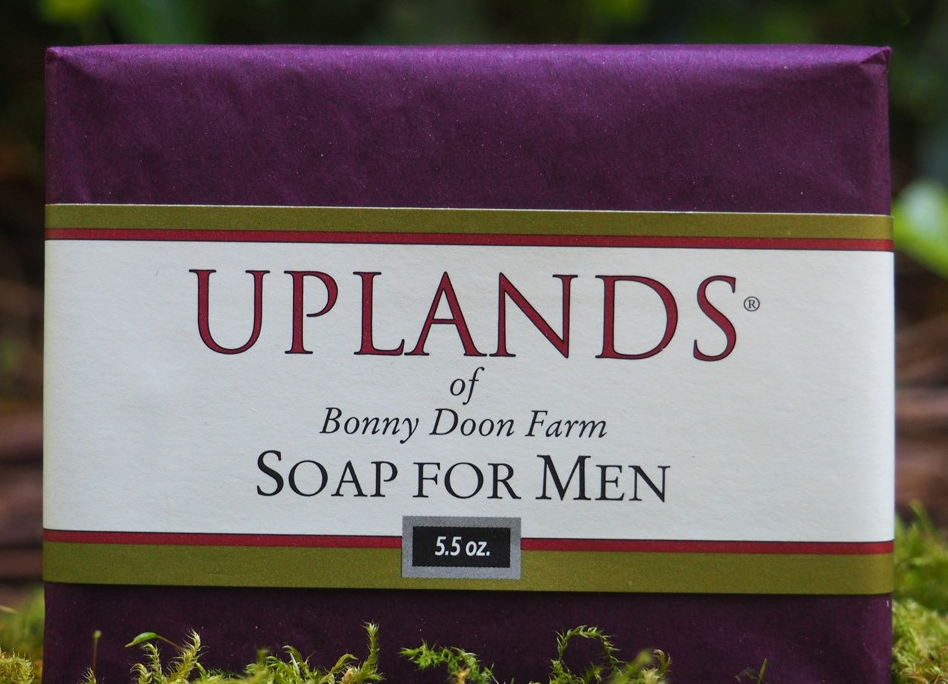 UPLANDS®
of
Bonny Doon Farm
SOAP FOR MEN
5.5 oz.